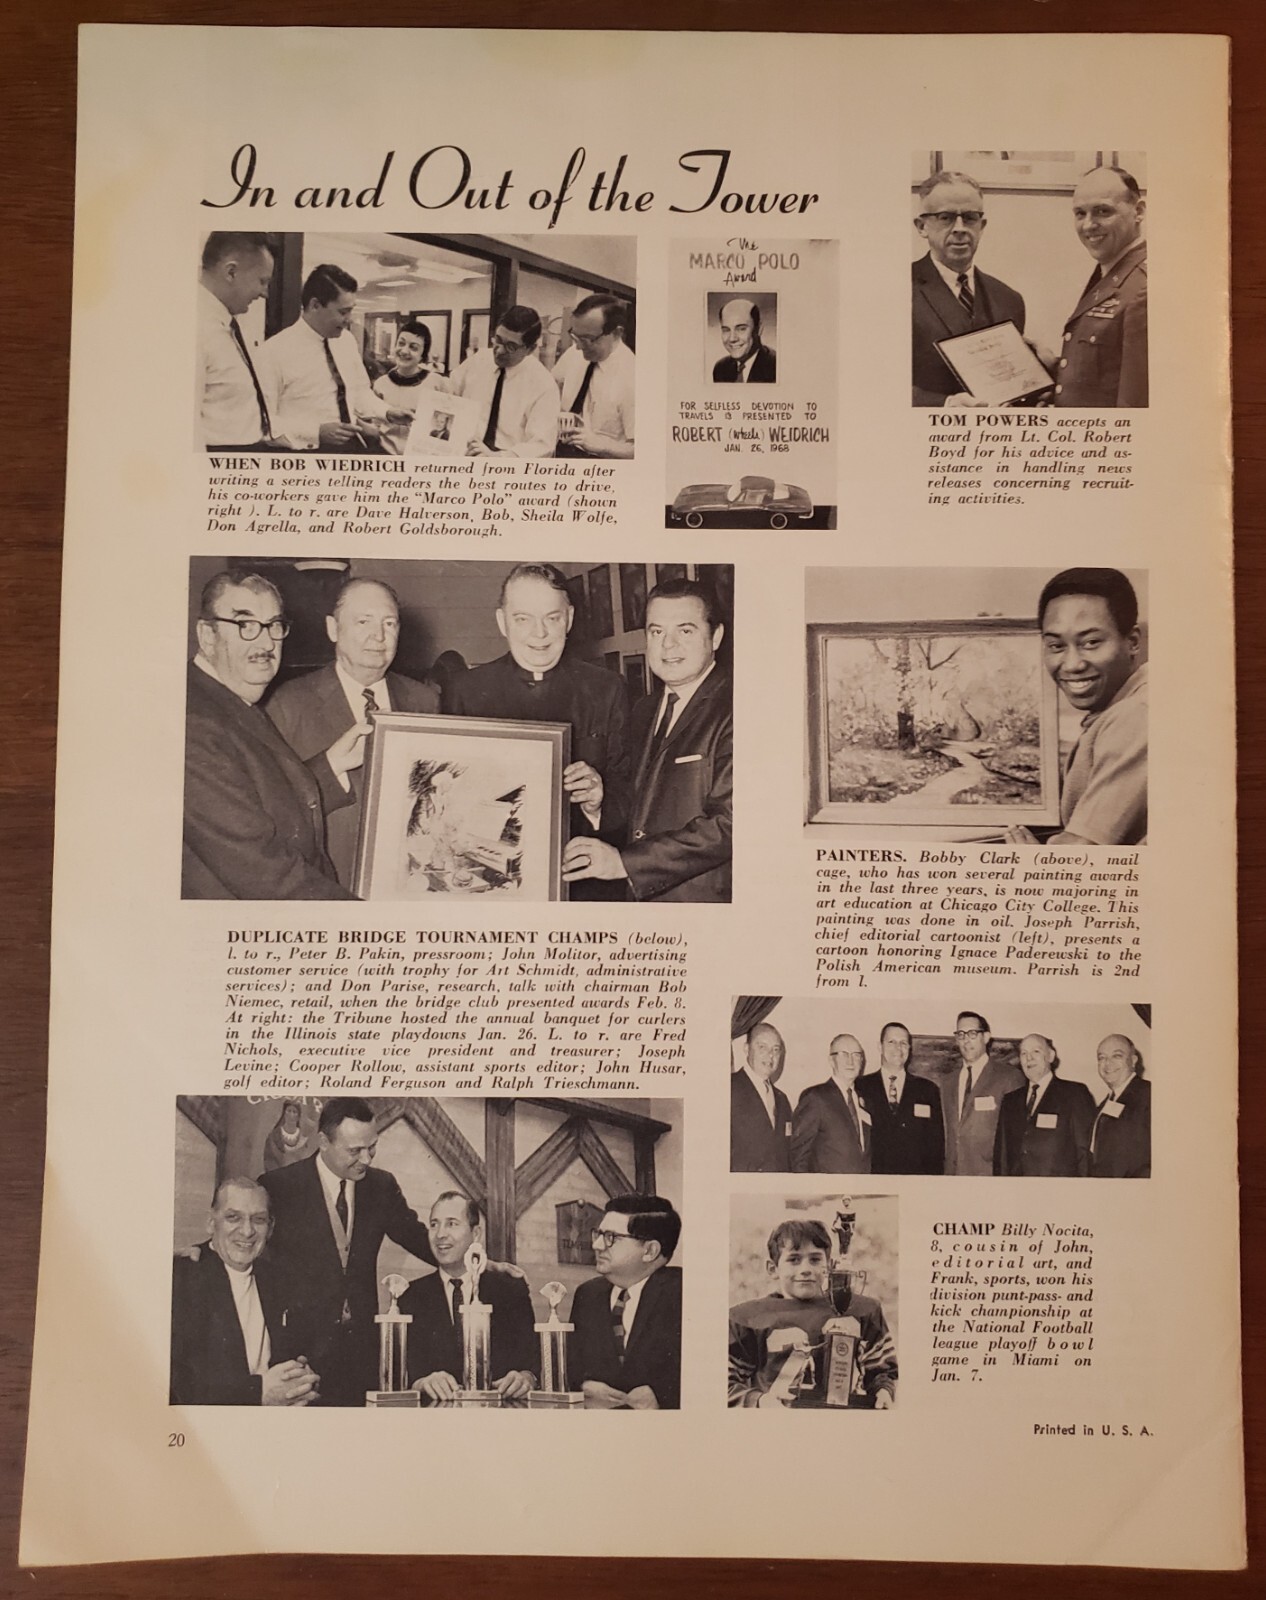 In and Out of the Tower
The
MARCO POLO
Award
FOR SELFLESS DEVOTION TO
TRAVELS IS PRESENTED TO
ROBERT (Wheels) WEIDRICH
JAN. 26, 1968
WHEN BOB WIEDRICH returned from Florida after
writing a series telling readers the best routes to drive,
his co-workers gave him the "Marco Polo" award (shown
right ). L. to r. are Dave Halverson, Bob, Sheila Wolfe,
Don Agrella, and Robert Goldsborough.
TOM POWERS accepts an
award from Lt. Col. Robert
Boyd for his advice and as-
sistance in handling news
releases concerning recruit-
ing activities.
PAINTERS. Bobby Clark (above), mail
cage, who has won several painting awards
in the last three years, is now majoring in
art education at Chicago City College. This
painting was done in oil. Joseph Parrish,
chief editorial cartoonist (left), presents a
cartoon honoring Ignace Paderewski to the
Polish American museum. Parrish is 2nd
from l.
DUPLICATE BRIDGE TOURNAMENT CHAMPS (below),
l. to r., Peter B. Pakin, pressroom; John Molitor, advertising
customer service (with trophy for Art Schmidt, administrative
services); and Don Parise, research, talk with chairman Bob
Niemec, retail, when the bridge club presented awards Feb. 8.
At right: the Tribune hosted the annual banquet for curlers
in the Illinois state playdowns Jan. 26. L. to r. are Fred
Nichols, executive vice president and treasurer; Joseph
Levine; Cooper Rollow, assistant sports editor; John Husar,
golf editor; Roland Ferguson and Ralph Trieschmann.
CHAMP Billy Nocita,
8, cousin of John,
editorial art, and
Frank, sports, won his
division punt-pass- and
kick championship at
the National Football
league playoff bowl
game in Miami on
Jan. 7.
20
Printed in U. S. A.